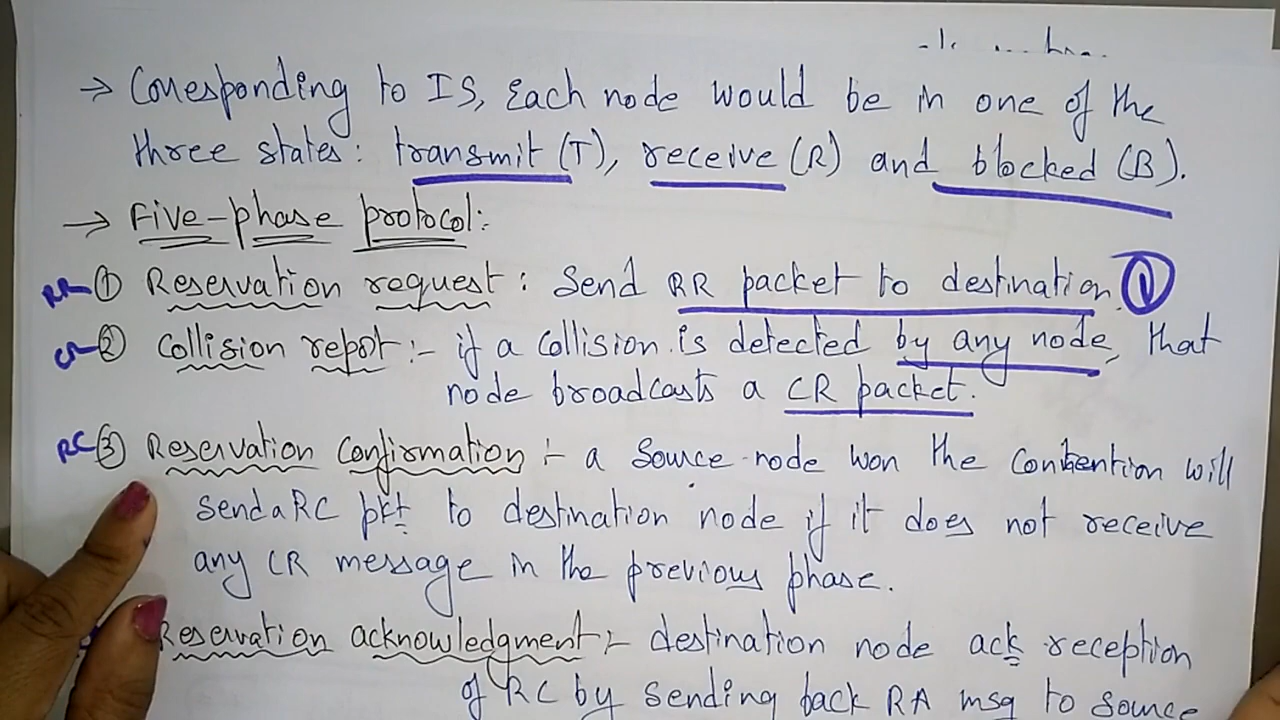 → Corresponding to IS, Each node would be in one of the
three states: transmit (T), receive (R) and blocked (B).
→ Five-phase protocol:
RR ① Reservation request : Send RR packet to destination. ①
CR ② Collision report :- if a collision is detected by any node, that
node broadcasts a CR packet.
RC ③ Reservation Confirmation :- a Source node won the contention will
send a RC pkt to destination node if it does not receive
any CR message in the previous phase.
Reservation acknowledgment :- destination node ack reception
of RC by sending back RA msg to source